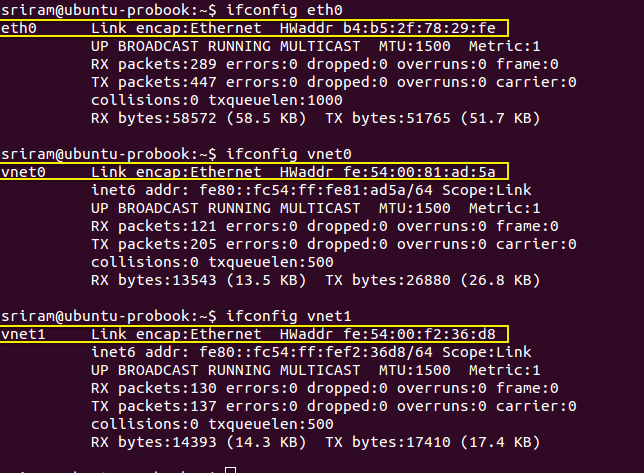 sriram@ubuntu-probook:~$ ifconfig eth0
eth0      Link encap:Ethernet  HWaddr b4:b5:2f:78:29:fe
          UP BROADCAST RUNNING MULTICAST  MTU:1500  Metric:1
          RX packets:289 errors:0 dropped:0 overruns:0 frame:0
          TX packets:447 errors:0 dropped:0 overruns:0 carrier:0
          collisions:0 txqueuelen:1000
          RX bytes:58572 (58.5 KB)  TX bytes:51765 (51.7 KB)

sriram@ubuntu-probook:~$ ifconfig vnet0
vnet0     Link encap:Ethernet  HWaddr fe:54:00:81:ad:5a
          inet6 addr: fe80::fc54:ff:fe81:ad5a/64 Scope:Link
          UP BROADCAST RUNNING MULTICAST  MTU:1500  Metric:1
          RX packets:121 errors:0 dropped:0 overruns:0 frame:0
          TX packets:205 errors:0 dropped:0 overruns:0 carrier:0
          collisions:0 txqueuelen:500
          RX bytes:13543 (13.5 KB)  TX bytes:26880 (26.8 KB)

sriram@ubuntu-probook:~$ ifconfig vnet1
vnet1     Link encap:Ethernet  HWaddr fe:54:00:f2:36:d8
          inet6 addr: fe80::fc54:ff:fef2:36d8/64 Scope:Link
          UP BROADCAST RUNNING MULTICAST  MTU:1500  Metric:1
          RX packets:130 errors:0 dropped:0 overruns:0 frame:0
          TX packets:137 errors:0 dropped:0 overruns:0 carrier:0
          collisions:0 txqueuelen:500
          RX bytes:14393 (14.3 KB)  TX bytes:17410 (17.4 KB)